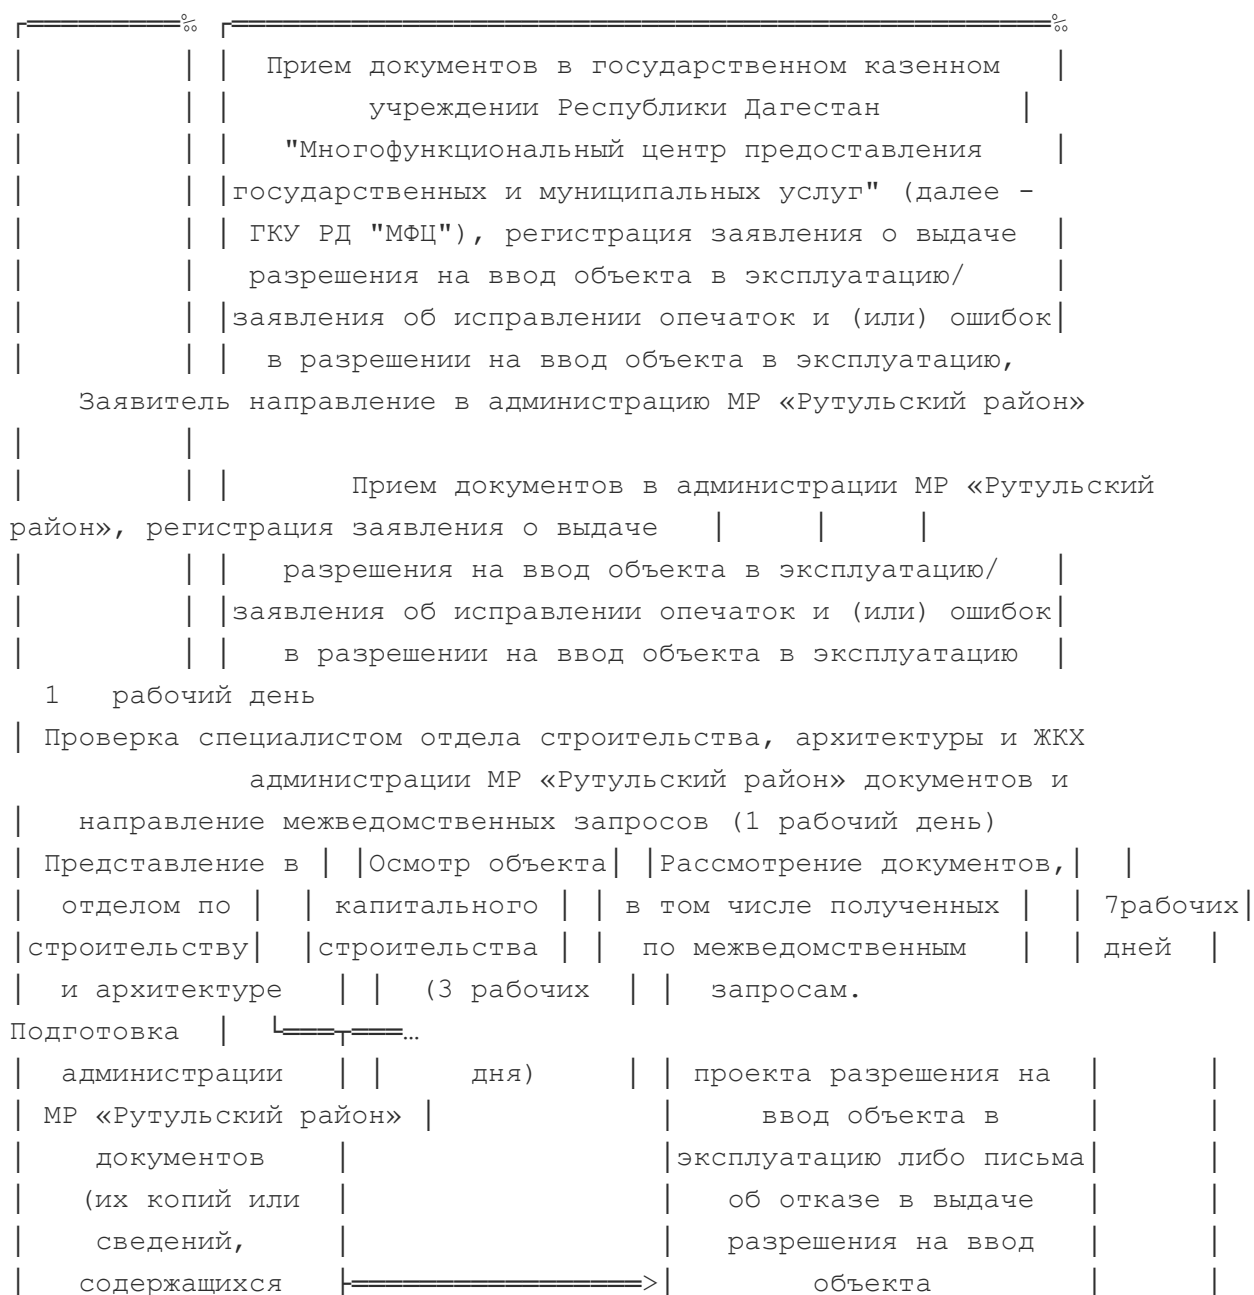 ┌═════════‰ ┌════════════════════════════════════════════════‰
│ │ │ Прием документов в государственном казенном │
│ │ │ учреждении Республики Дагестан │
│ │ │ "Многофункциональный центр предоставления │
│ │ │государственных и муниципальных услуг" (далее -
│ │ │ ГКУ РД "МФЦ"), регистрация заявления о выдаче │
│ │ разрешения на ввод объекта в эксплуатацию/ │
│ │ │заявления об исправлении опечаток и (или) ошибок│
│ │ │ в разрешении на ввод объекта в эксплуатацию,
Заявитель направление в администрацию МР «Рутульский район»
│ │
│ │ │ Прием документов в администрации МР «Рутульский
район», регистрация заявления о выдаче │ │ │
│ │ │ разрешения на ввод объекта в эксплуатацию/ │
│ │ │заявления об исправлении опечаток и (или) ошибок│
│ │ │ в разрешении на ввод объекта в эксплуатацию │
1 рабочий день
│ Проверка специалистом отдела строительства, архитектуры и ЖКХ
администрации МР «Рутульский район» документов и
│ направление межведомственных запросов (1 рабочий день)
│ Представление в │ │Осмотр объекта│ │Рассмотрение документов,│ │
│ отделом по │ │ капитального │ │ в том числе полученных │ │ 7рабочих│
│строительству│ │строительства │ │ по межведомственным │ │ дней │
│ и архитектуре │ │ (3 рабочих │ │ запросам.
Подготовка │ └═══┬═══…
│ администрации │ │ дня) │ │ проекта разрешения на │ │
│ МР «Рутульский район» │ │ ввод объекта в │ │
│ документов │ │эксплуатацию либо письма│ │
│ (их копий или │ │ об отказе в выдаче │ │
│ сведений, │ │ разрешения на ввод │ │
│ содержащихся ├═════════════════>│ объекта │ │